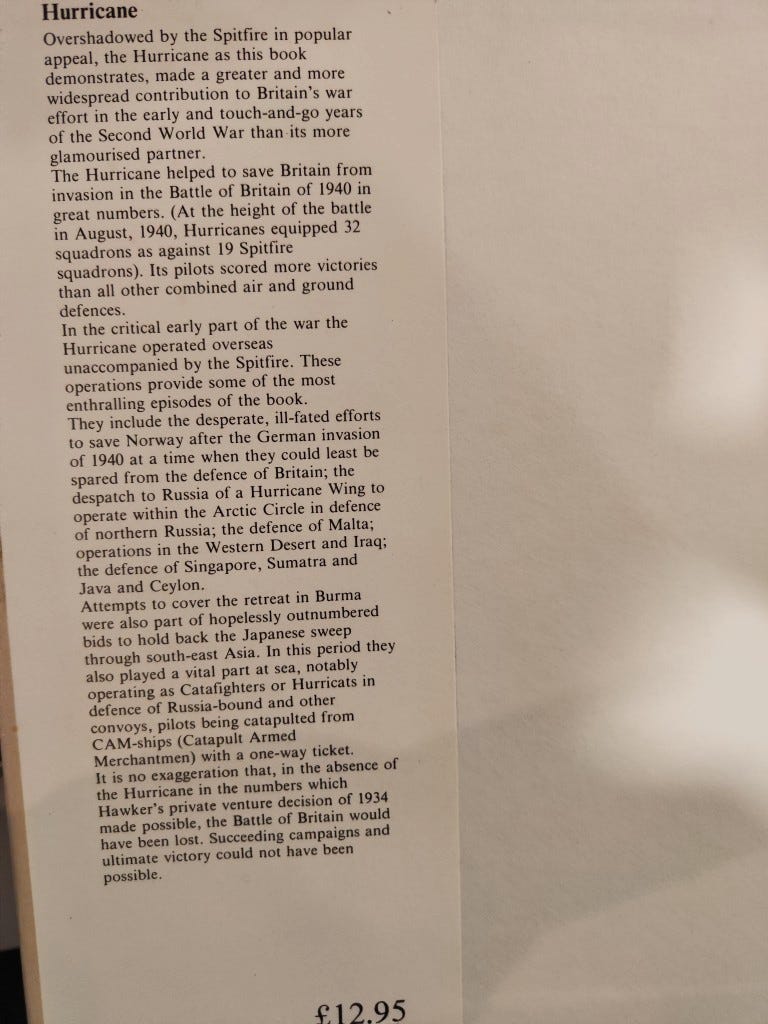 Hurricane
Overshadowed by the Spitfire in popular
appeal, the Hurricane as this book
demonstrates, made a greater and more
widespread contribution to Britain's war
effort in the early and touch-and-go years
of the Second World War than its more
glamourised partner.
The Hurricane helped to save Britain from
invasion in the Battle of Britain of 1940 in
great numbers. (At the height of the battle
in August, 1940, Hurricanes equipped 32
squadrons as against 19 Spitfire
squadrons). Its pilots scored more victories
than all other combined air and ground
defences.
In the critical early part of the war the
Hurricane operated overseas
unaccompanied by the Spitfire. These
operations provide some of the most
enthralling episodes of the book.
They include the desperate, ill-fated efforts
to save Norway after the German invasion
of 1940 at a time when they could least be
spared from the defence of Britain; the
despatch to Russia of a Hurricane Wing to
operate within the Arctic Circle in defence
of northern Russia; the defence of Malta;
operations in the Western Desert and Iraq;
the defence of Singapore, Sumatra and
Java and Ceylon.
Attempts to cover the retreat in Burma
were also part of hopelessly outnumbered
bids to hold back the Japanese sweep
through south-east Asia. In this period they
also played a vital part at sea, notably
operating as Catafighters or Hurricats in
defence of Russia-bound and other
convoys, pilots being catapulted from
CAM-ships (Catapult Armed
Merchantmen) with a one-way ticket.
It is no exaggeration that, in the absence of
the Hurricane in the numbers which
Hawker's private venture decision of 1934
made possible, the Battle of Britain would
have been lost. Succeeding campaigns and
ultimate victory could not have been
possible.
£12.95